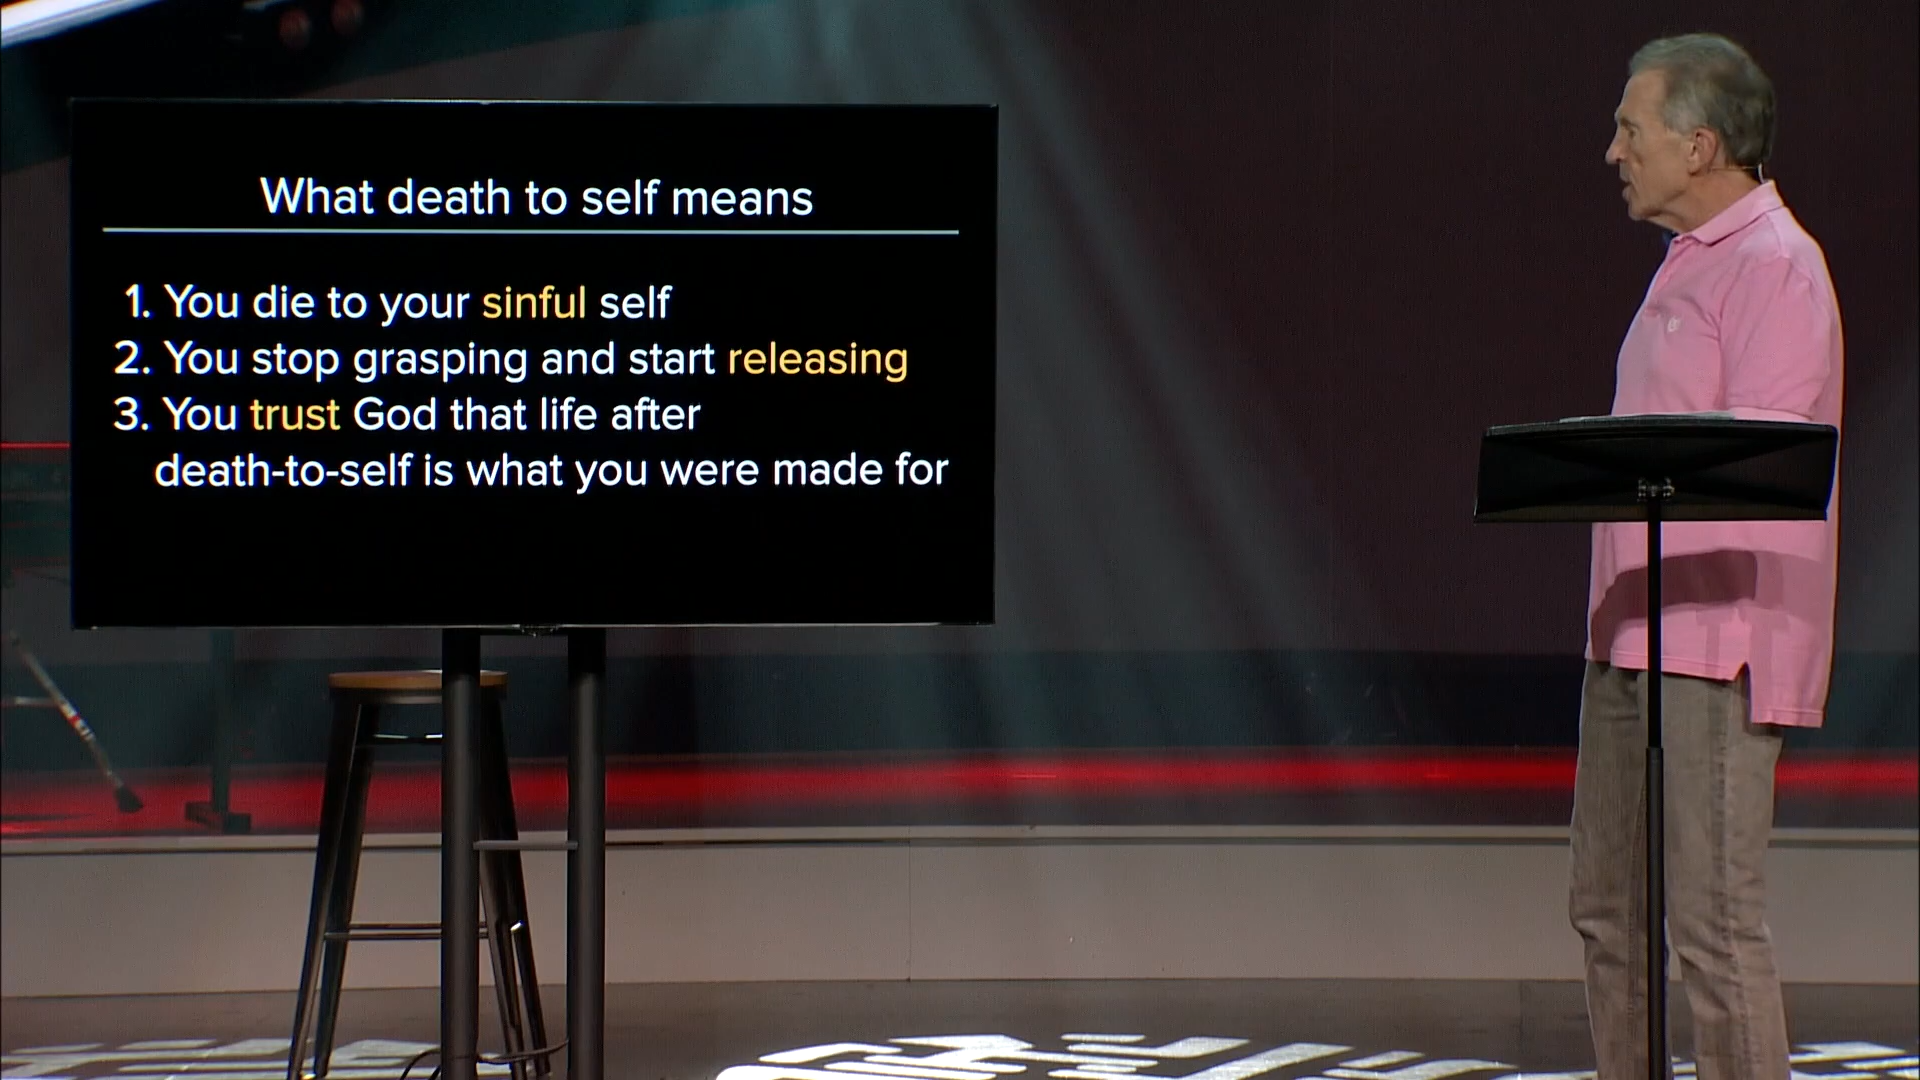 What death to self means
1. You die to your sinful self
2. You stop grasping and start releasing
3. You trust God that life after
death-to-self is what you were made for